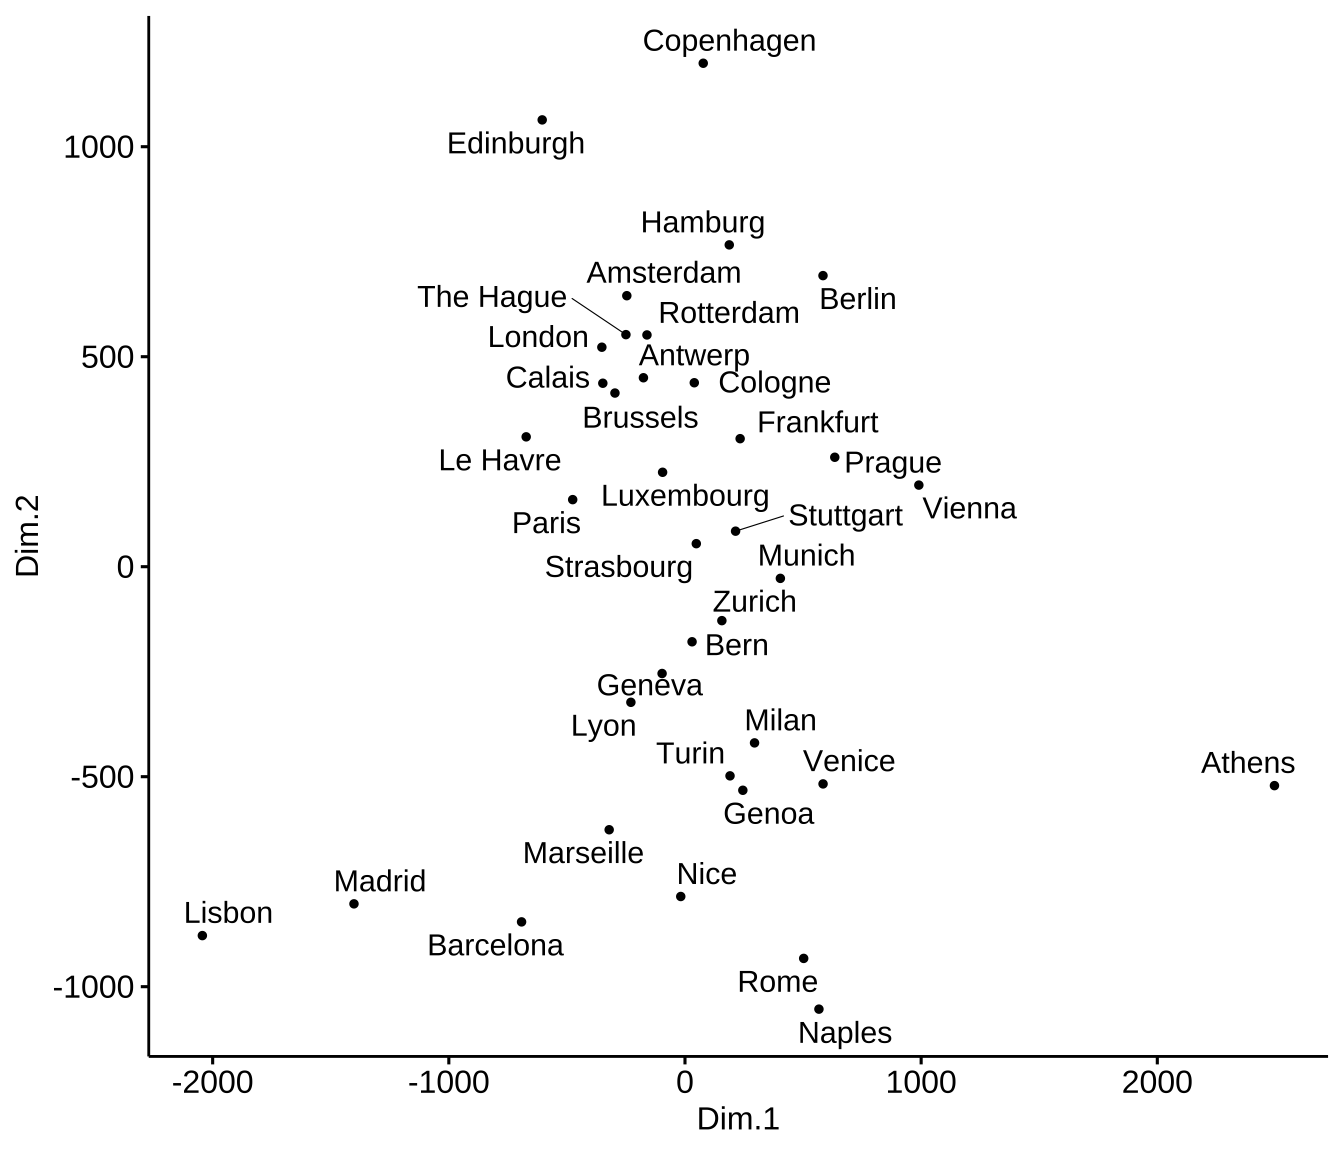 Copenhagen
Edinburgh
1000
Hamburg
Amsterdam
The Hague
Berlin
Rotterdam
London
Antwerp
500
Calais
Cologne
Brussels
Frankfurt
Le Havre
Prague
Luxembourg
Vienna
Paris
Stuttgart
Dim.2
Munich
0
Strasbourg
Zurich
Bern
Geneva
Lyon
Milan
Turin
Venice
Athens
-500
Genoa
Marseille
Nice
Madrid
Lisbon
Barcelona
Rome
-1000
Naples
-2000 -1000 0 1000 2000
Dim.1